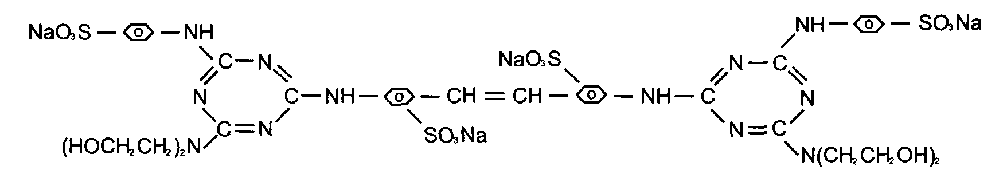 NaO₃S — O — NH NH — O — SO₃Na
C — N NaO₃S N — C
N C — NH — O — CH = CH — O — NH — C N
C = N SO₃Na N = C
(HOCH₂CH₂)₂N N(CH₂CH₂OH)₂